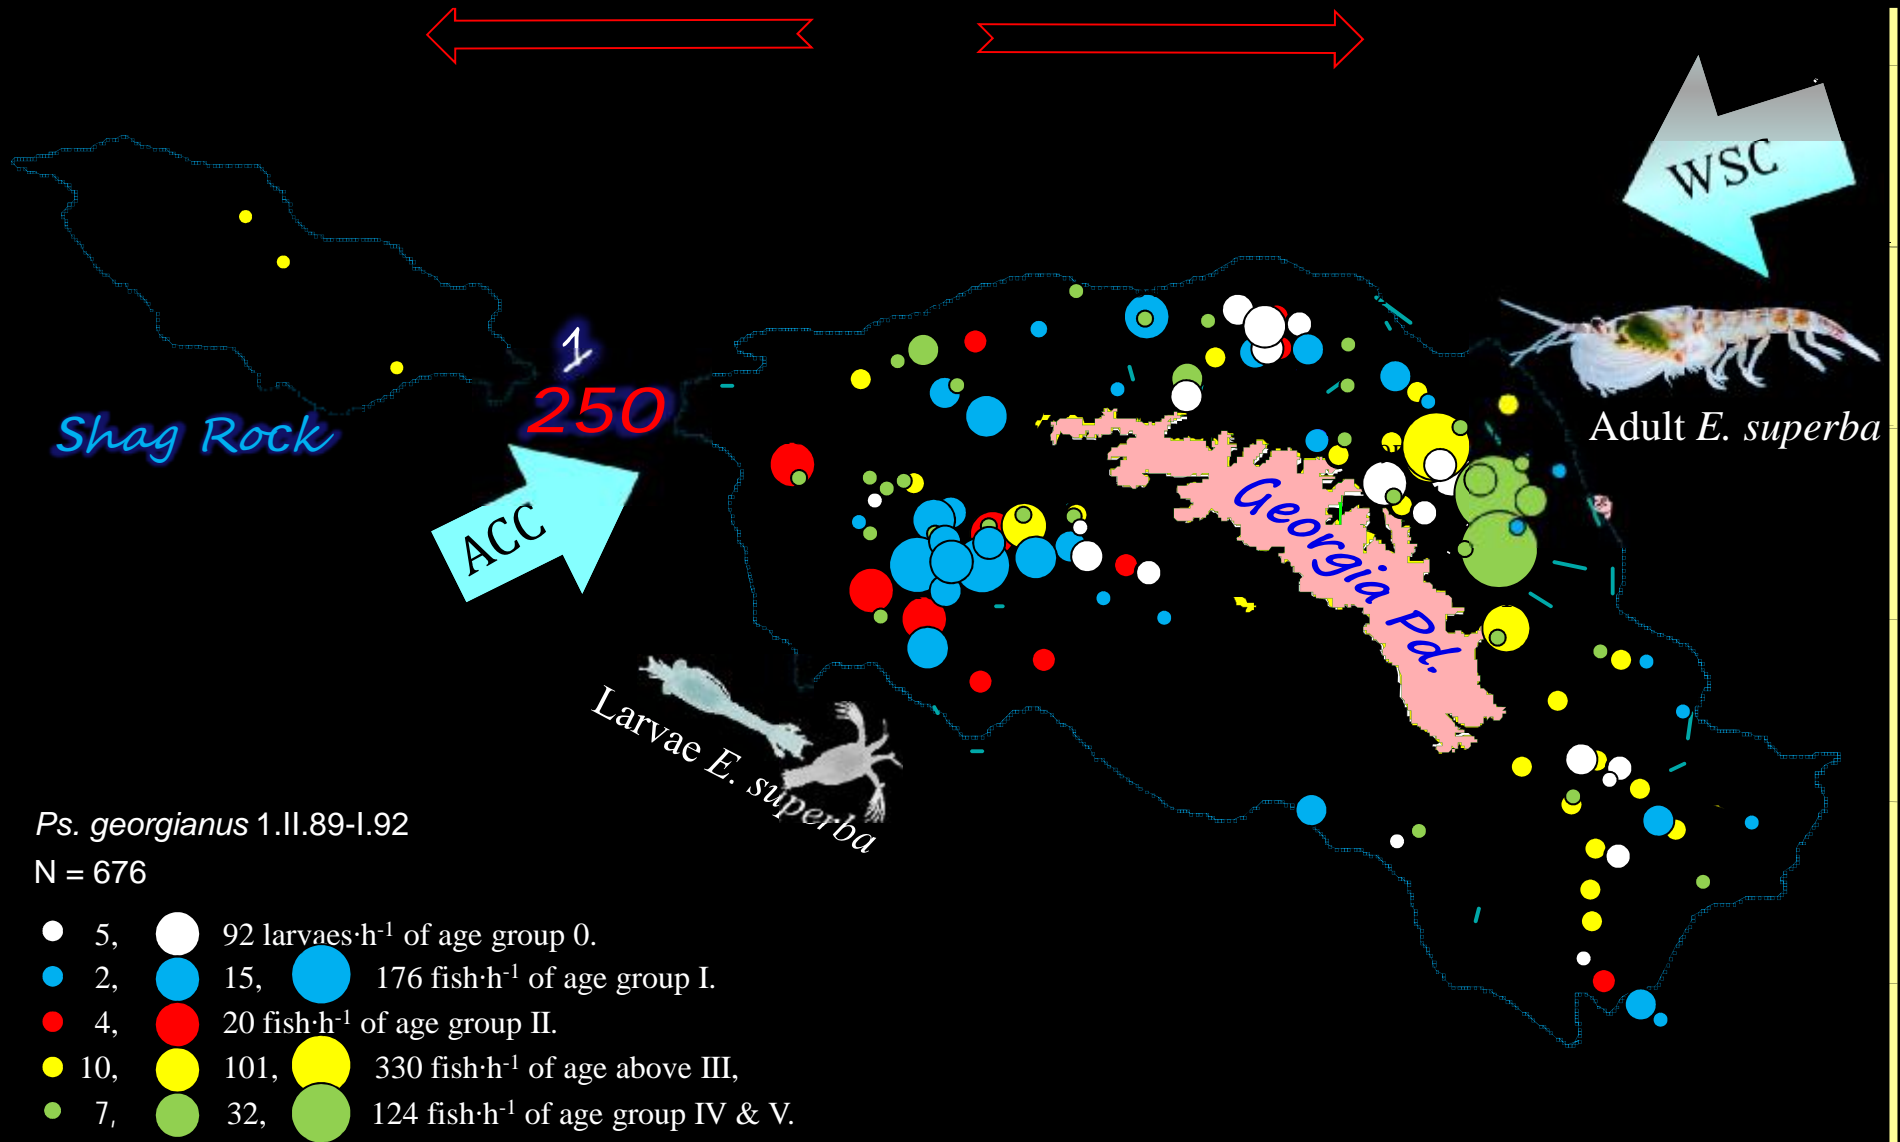 WSC
1
250
Shag Rock
Adult E. superba
ACC
Georgia Pd.
Larvae E. superba
Ps. georgianus 1.II.89-I.92
N = 676
5, 92 larvaes·h⁻¹ of age group 0.
2, 15, 176 fish·h⁻¹ of age group I.
4, 20 fish·h⁻¹ of age group II.
10, 101, 330 fish·h⁻¹ of age above III,
7, 32, 124 fish·h⁻¹ of age group IV & V.